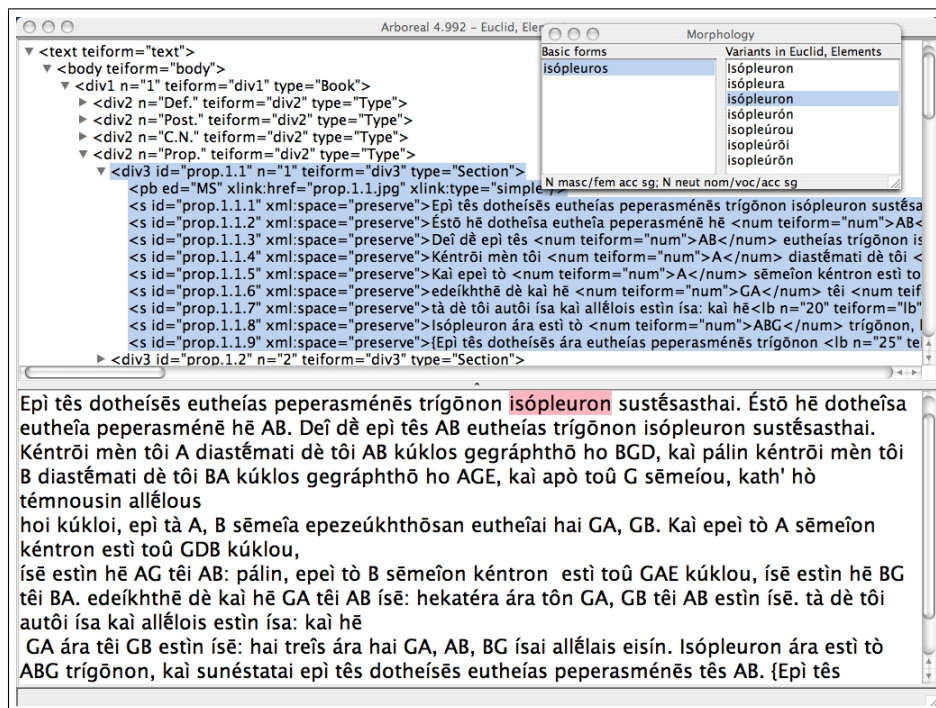 Arboreal 4.992 – Euclid, Ele
<text teiform="text">
<body teiform="body">
<div1 n="1" teiform="div1" type="Book">
<div2 n="Def." teiform="div2" type="Type">
<div2 n="Post." teiform="div2" type="Type">
<div2 n="C.N." teiform="div2" type="Type">
<div2 n="Prop." teiform="div2" type="Type">
<div3 id="prop.1.1" n="1" teiform="div3" type="Section">
<pb ed="MS" xlink:href="prop.1.1.jpg" xlink:type="simple"/>
<s id="prop.1.1.1" xml:space="preserve">Epì tês dotheísēs eutheías peperasménēs trígōnon isópleuron sustḗsa
<s id="prop.1.1.2" xml:space="preserve">Éstō hē dotheîsa eutheîa peperasménē hē <num teiform="num">AB<
<s id="prop.1.1.3" xml:space="preserve">Deî dḕ epì tês <num teiform="num">AB</num> eutheías trígōnon is
<s id="prop.1.1.4" xml:space="preserve">Kéntrōi mèn tôi <num teiform="num">A</num> diastḗmati dè tôi <
<s id="prop.1.1.5" xml:space="preserve">Kaì epeì tò <num teiform="num">A</num> sēmeîon kéntron estì to
<s id="prop.1.1.6" xml:space="preserve">edeíkhthē dè kaì hē <num teiform="num">GA</num> têi <num teif
<s id="prop.1.1.7" xml:space="preserve">tà dè tôi autôi ísa kaì allḗlois estìn ísa: kaì hē<lb n="20" teiform="lb"
<s id="prop.1.1.8" xml:space="preserve">Isópleuron ára estì tò <num teiform="num">ABG</num> trígōnon, 
<s id="prop.1.1.9" xml:space="preserve">{Epì tês dotheísēs ára eutheías peperasménēs trígōnon <lb n="25" tei
<div3 id="prop.1.2" n="2" teiform="div3" type="Section">
Morphology
Basic forms
isópleuros
Variants in Euclid, Elements
Isópleuron
isópleura
isópleuron
isópleurón
isopleúrou
isopleúrōi
isopleúrōn
N masc/fem acc sg; N neut nom/voc/acc sg
Epì tês dotheísēs eutheías peperasménēs trígōnon isópleuron sustḗsasthai. Éstō hē dotheîsa
eutheîa peperasménē hē AB. Deî dḕ epì tês AB eutheías trígōnon isópleuron sustḗsasthai.
Kéntrōi mèn tôi A diastḗmati dè tôi AB kúklos gegráphthō ho BGD, kaì pálin kéntrōi mèn tôi
B diastḗmati dè tôi BA kúklos gegráphthō ho AGE, kaì apò toû G sēmeíou, kath' hò
témnousin allḗlous
hoi kúkloi, epì tà A, B sēmeîa epezeúkhthōsan eutheîai hai GA, GB. Kaì epeì tò A sēmeîon
kéntron estì toû GDB kúklou,
ísē estìn hē AG têi AB: pálin, epeì tò B sēmeîon kéntron estì toû GAE kúklou, ísē estìn hē BG
têi BA. edeíkhthē dè kaì hē GA têi AB ísē: hekatéra ára tôn GA, GB têi AB estìn ísē. tà dè tôi
autôi ísa kaì allḗlois estìn ísa: kaì hē
GA ára têi GB estìn ísē: hai treîs ára hai GA, AB, BG ísai allḗlais eisín. Isópleuron ára estì tò
ABG trígōnon, kaì sunéstatai epì tês dotheísēs eutheías peperasménēs tês AB. {Epì tês